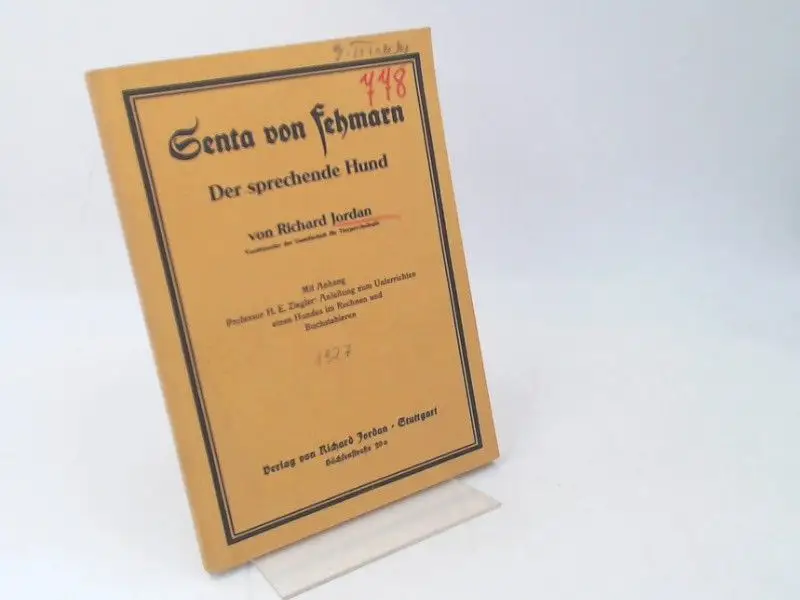 778
Senta von Fehmarn
Der sprechende Hund
von Richard Jordan
Vorsitzender der Gesellschaft für Tierpsychologie
Mit Anhang
Professor H. E. Ziegler: Anleitung zum Unterrichten
eines Hundes im Rechnen und
Buchstabieren
1927
Verlag von Richard Jordan · Stuttgart